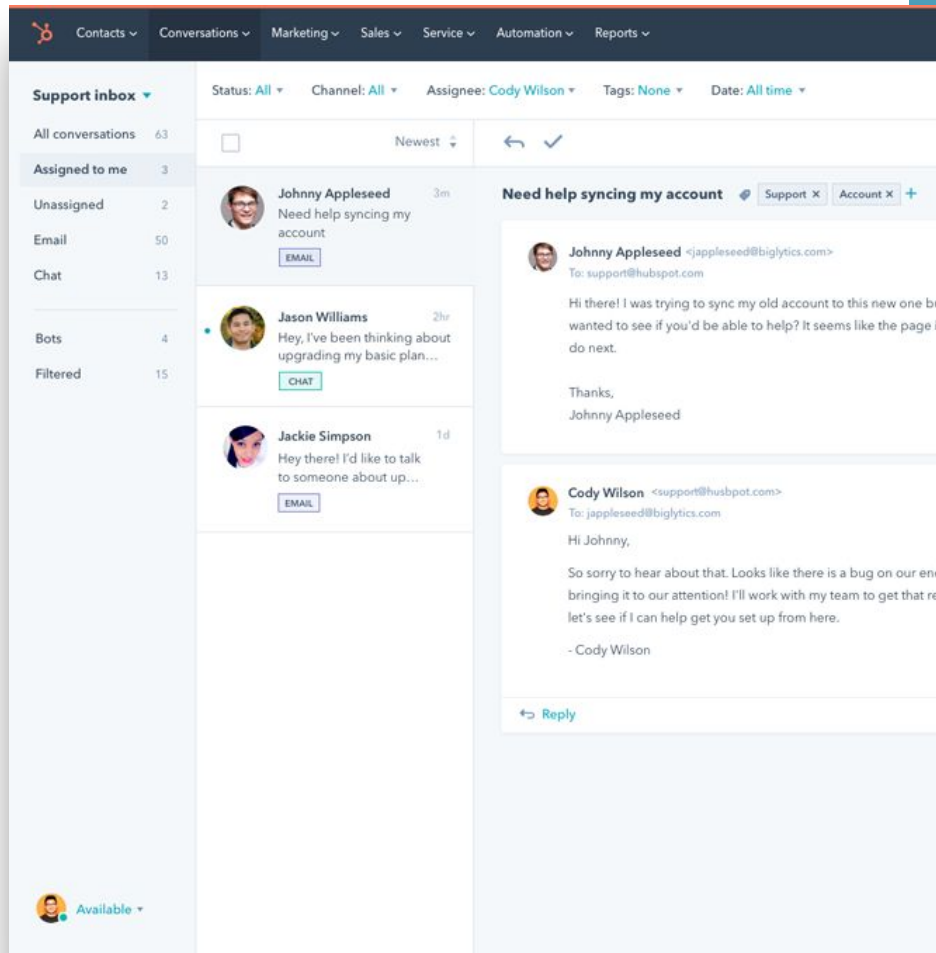 Contacts Conversations Marketing Sales Service Automation Reports
Support inbox
All conversations 63
Assigned to me 3
Unassigned 2
Email 50
Chat 13
Bots 4
Filtered 15
Available
Status: All Channel: All Assignee: Cody Wilson Tags: None Date: All time
Newest
Johnny Appleseed 3m
Need help syncing my
account
EMAIL
Jason Williams 2hr
Hey, I've been thinking about
upgrading my basic plan...
CHAT
Jackie Simpson 1d
Hey there! I'd like to talk
to someone about up...
EMAIL
Need help syncing my account Support × Account × +
Johnny Appleseed <jappleseed@biglytics.com>
To: support@hubspot.com
Hi there! I was trying to sync my old account to this new one
wanted to see if you'd be able to help? It seems like the page
do next.
Thanks,
Johnny Appleseed
Cody Wilson <support@husbpot.com>
To: jappleseed@biglytics.com
Hi Johnny,
So sorry to hear about that. Looks like there is a bug on our
bringing it to our attention! I'll work with my team to get that
let's see if I can help get you set up from here.
- Cody Wilson
Reply